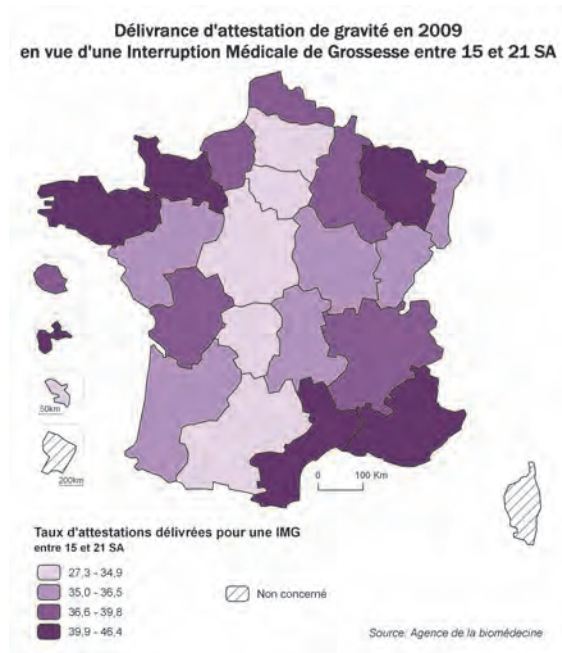 Délivrance d'attestation de gravité en 2009
en vue d'une Interruption Médicale de Grossesse entre 15 et 21 SA
50km
200km
0 100 Km
Taux d'attestations délivrées pour une IMG
entre 15 et 21 SA
27,3 - 34,9
35,0 - 36,5
36,6 - 39,8
39,9 - 46,4
Non concerné
Source: Agence de la biomédecine